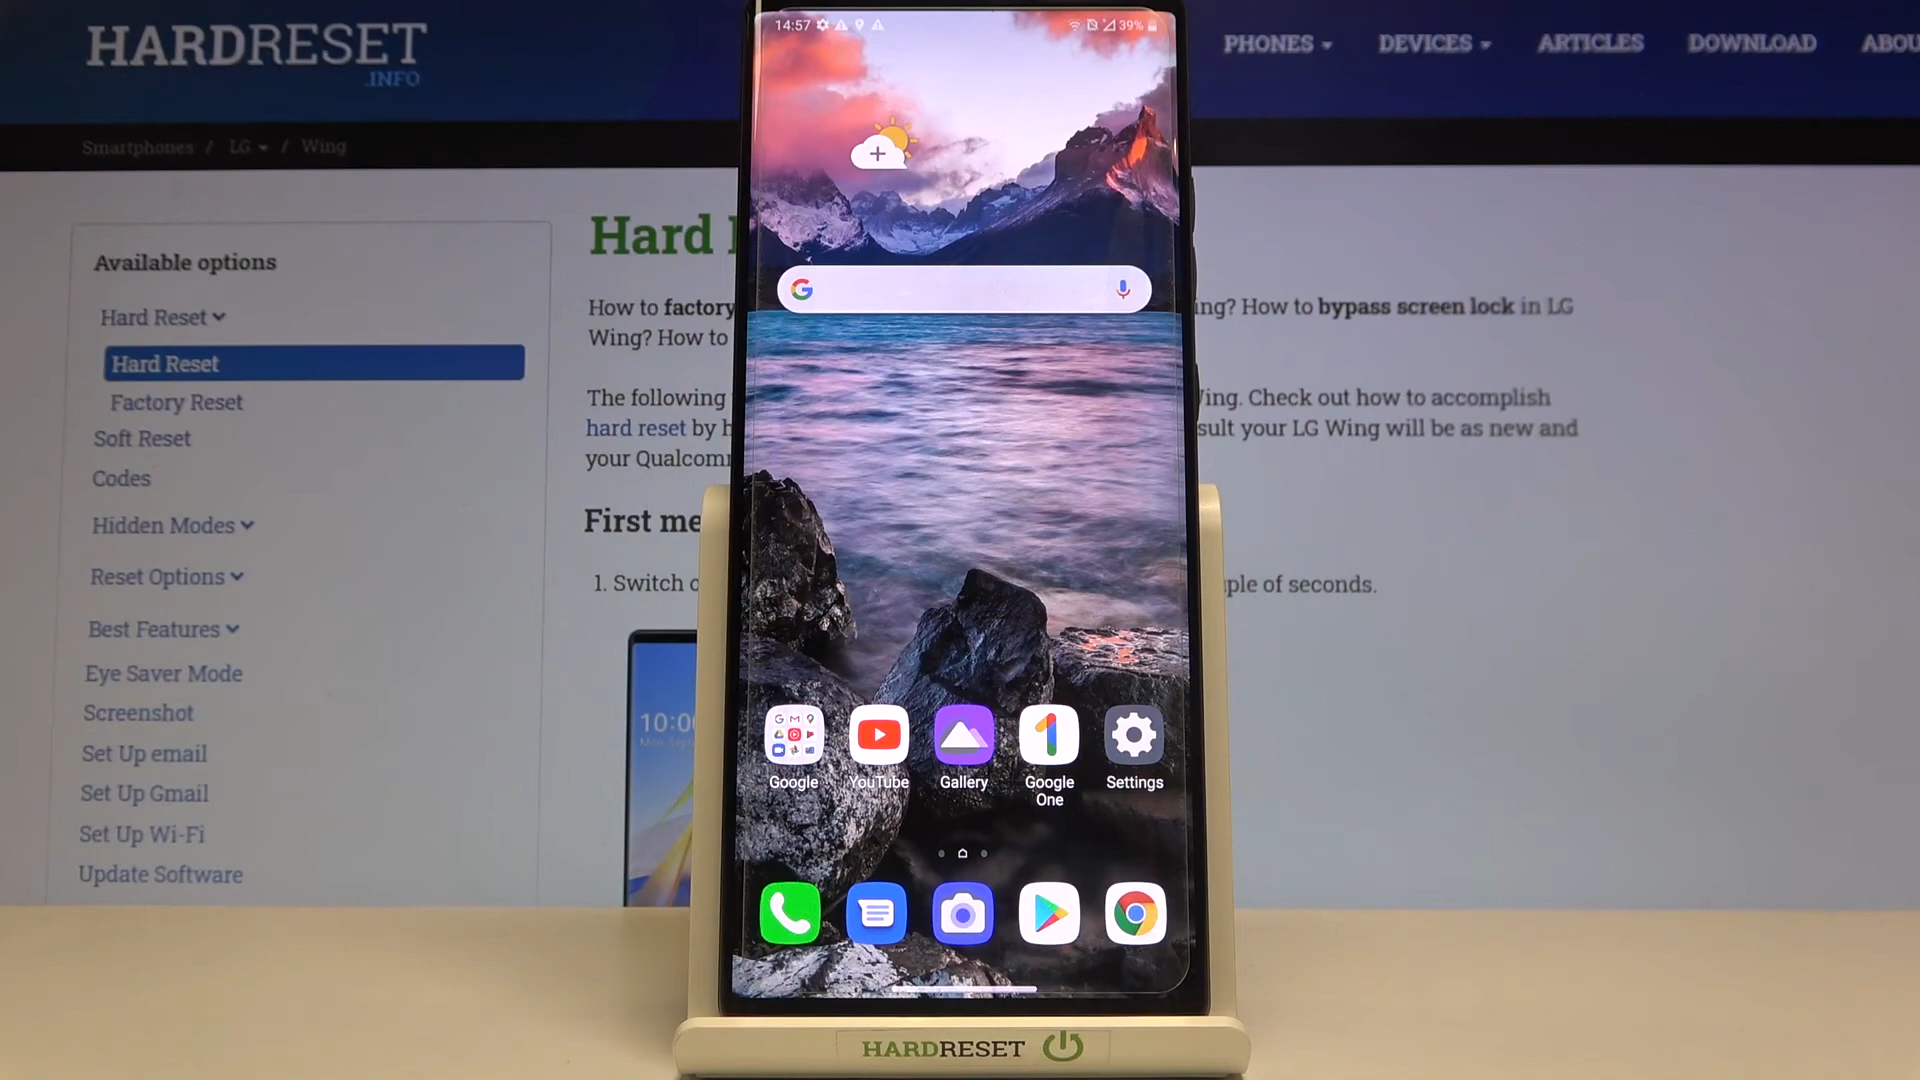 HARDRESET
.INFO
PHONES
DEVICES
ARTICLES
DOWNLOAD
ABOU
Smartphones / LG / Wing
Available options
Hard Reset
Hard Reset
Factory Reset
Soft Reset
Codes
Hidden Modes
Reset Options
Best Features
Eye Saver Mode
Screenshot
Set Up email
Set Up Gmail
Set Up Wi-Fi
Update Software
Hard
How to factory
ing? How to bypass screen lock in LG
Wing? How to
The following
Wing. Check out how to accomplish
hard reset by h
sult your LG Wing will be as new and
your Qualcom
First me
1. Switch o
ple of seconds.
14:57
39%
Google
YouTube
Gallery
Google
One
Settings
HARDRESET